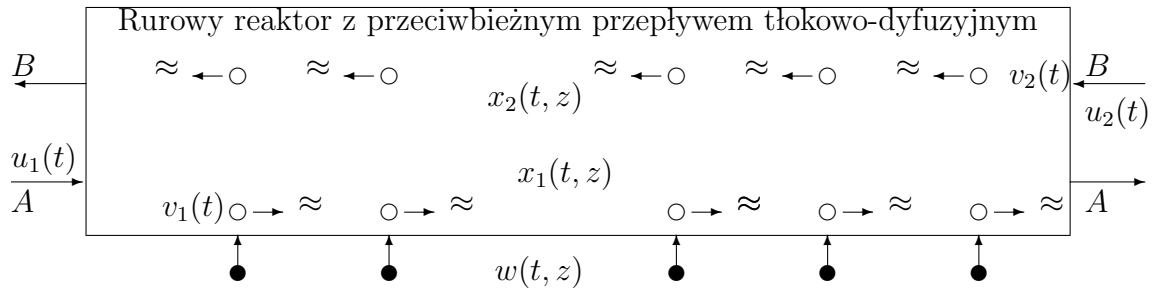 Rurowy reaktor z przeciwbieżnym przepływem tłokowo-dyfuzyjnym
B ≈ ≈ ≈ ≈ ≈ v₂(t) B
x₂(t, z) u₂(t)
u₁(t) x₁(t, z)
A v₁(t) ≈ ≈ ≈ ≈ ≈ A
w(t, z)